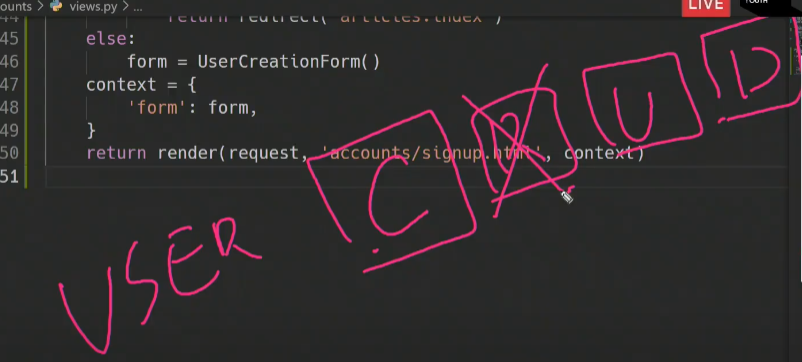 ounts > views.py > ...
LIVE
YOUTH
44 return redirect('articles:index')
45 else:
46 form = UserCreationForm()
47 context = {
48 'form': form,
49 }
50 return render(request, 'accounts/signup.html', context)
51
C R U D
USER